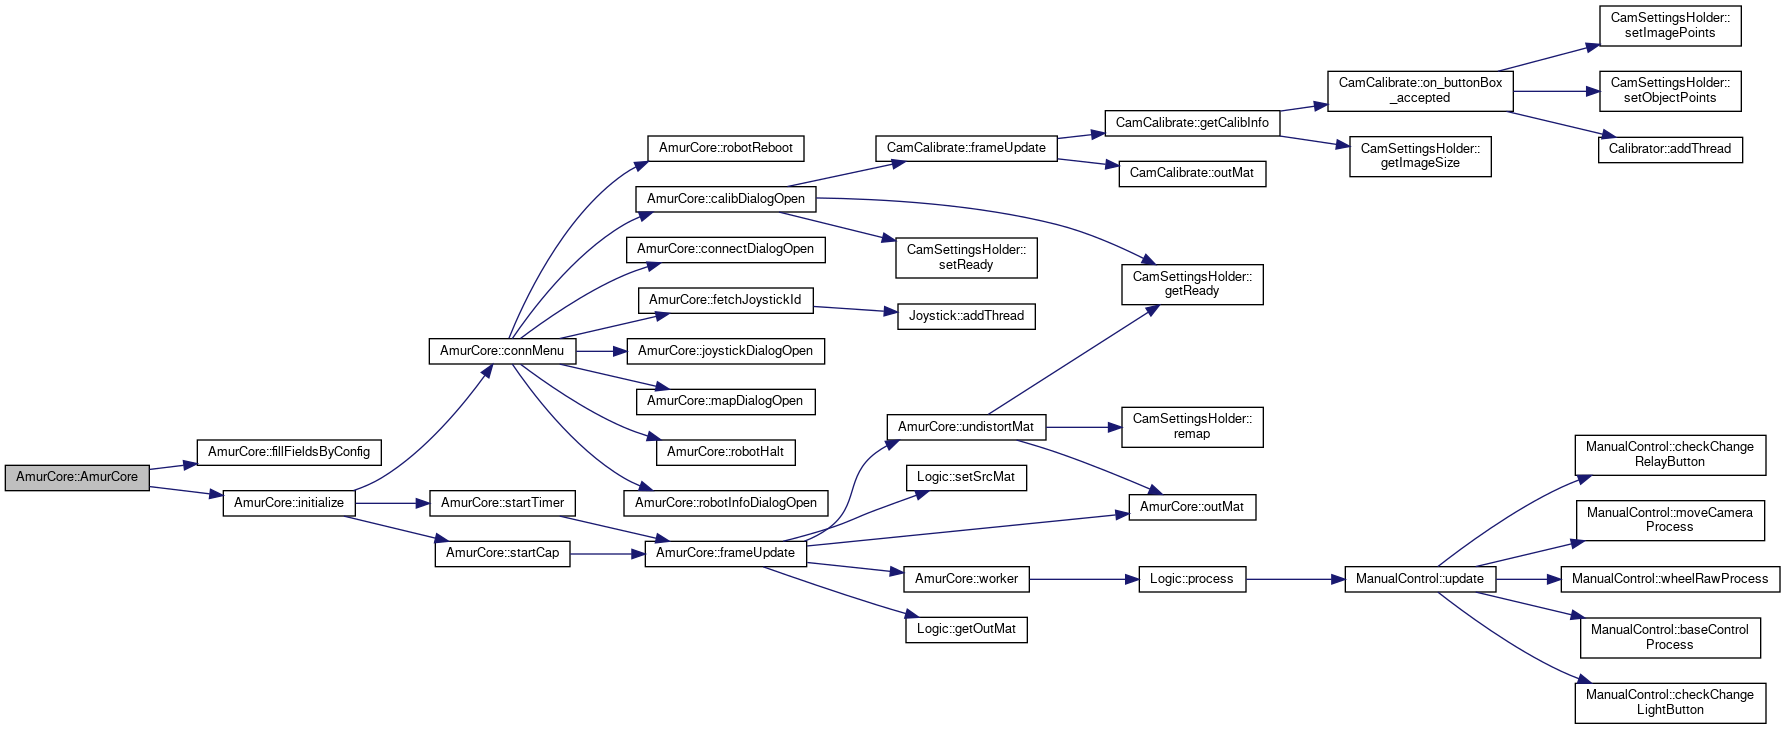 AmurCore::AmurCore
AmurCore::fillFieldsByConfig
AmurCore::initialize
AmurCore::connMenu
AmurCore::startTimer
AmurCore::startCap
AmurCore::robotReboot
AmurCore::calibDialogOpen
AmurCore::connectDialogOpen
AmurCore::fetchJoystickId
AmurCore::joystickDialogOpen
AmurCore::mapDialogOpen
AmurCore::robotHalt
AmurCore::robotInfoDialogOpen
AmurCore::frameUpdate
CamCalibrate::frameUpdate
CamSettingsHolder::
setReady
Joystick::addThread
AmurCore::undistortMat
Logic::setSrcMat
AmurCore::worker
Logic::getOutMat
CamCalibrate::getCalibInfo
CamCalibrate::outMat
CamSettingsHolder::
getReady
CamSettingsHolder::
remap
AmurCore::outMat
Logic::process
CamCalibrate::on_buttonBox
_accepted
CamSettingsHolder::
getImageSize
ManualControl::update
CamSettingsHolder::
setImagePoints
CamSettingsHolder::
setObjectPoints
Calibrator::addThread
ManualControl::checkChange
RelayButton
ManualControl::moveCamera
Process
ManualControl::wheelRawProcess
ManualControl::baseControl
Process
ManualControl::checkChange
LightButton